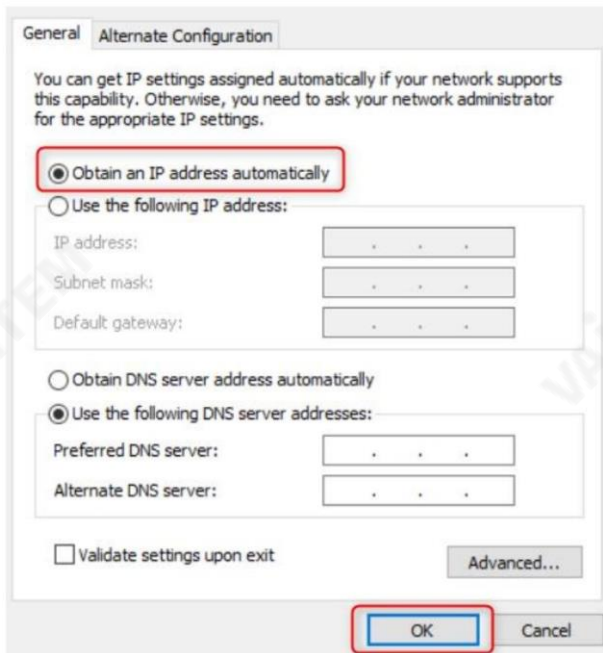 General
Alternate Configuration
You can get IP settings assigned automatically if your network supports
this capability. Otherwise, you need to ask your network administrator
for the appropriate IP settings.
Obtain an IP address automatically
Use the following IP address:
IP address:
Subnet mask:
Default gateway:
Obtain DNS server address automatically
Use the following DNS server addresses:
Preferred DNS server:
Alternate DNS server:
Validate settings upon exit
Advanced...
OK
Cancel